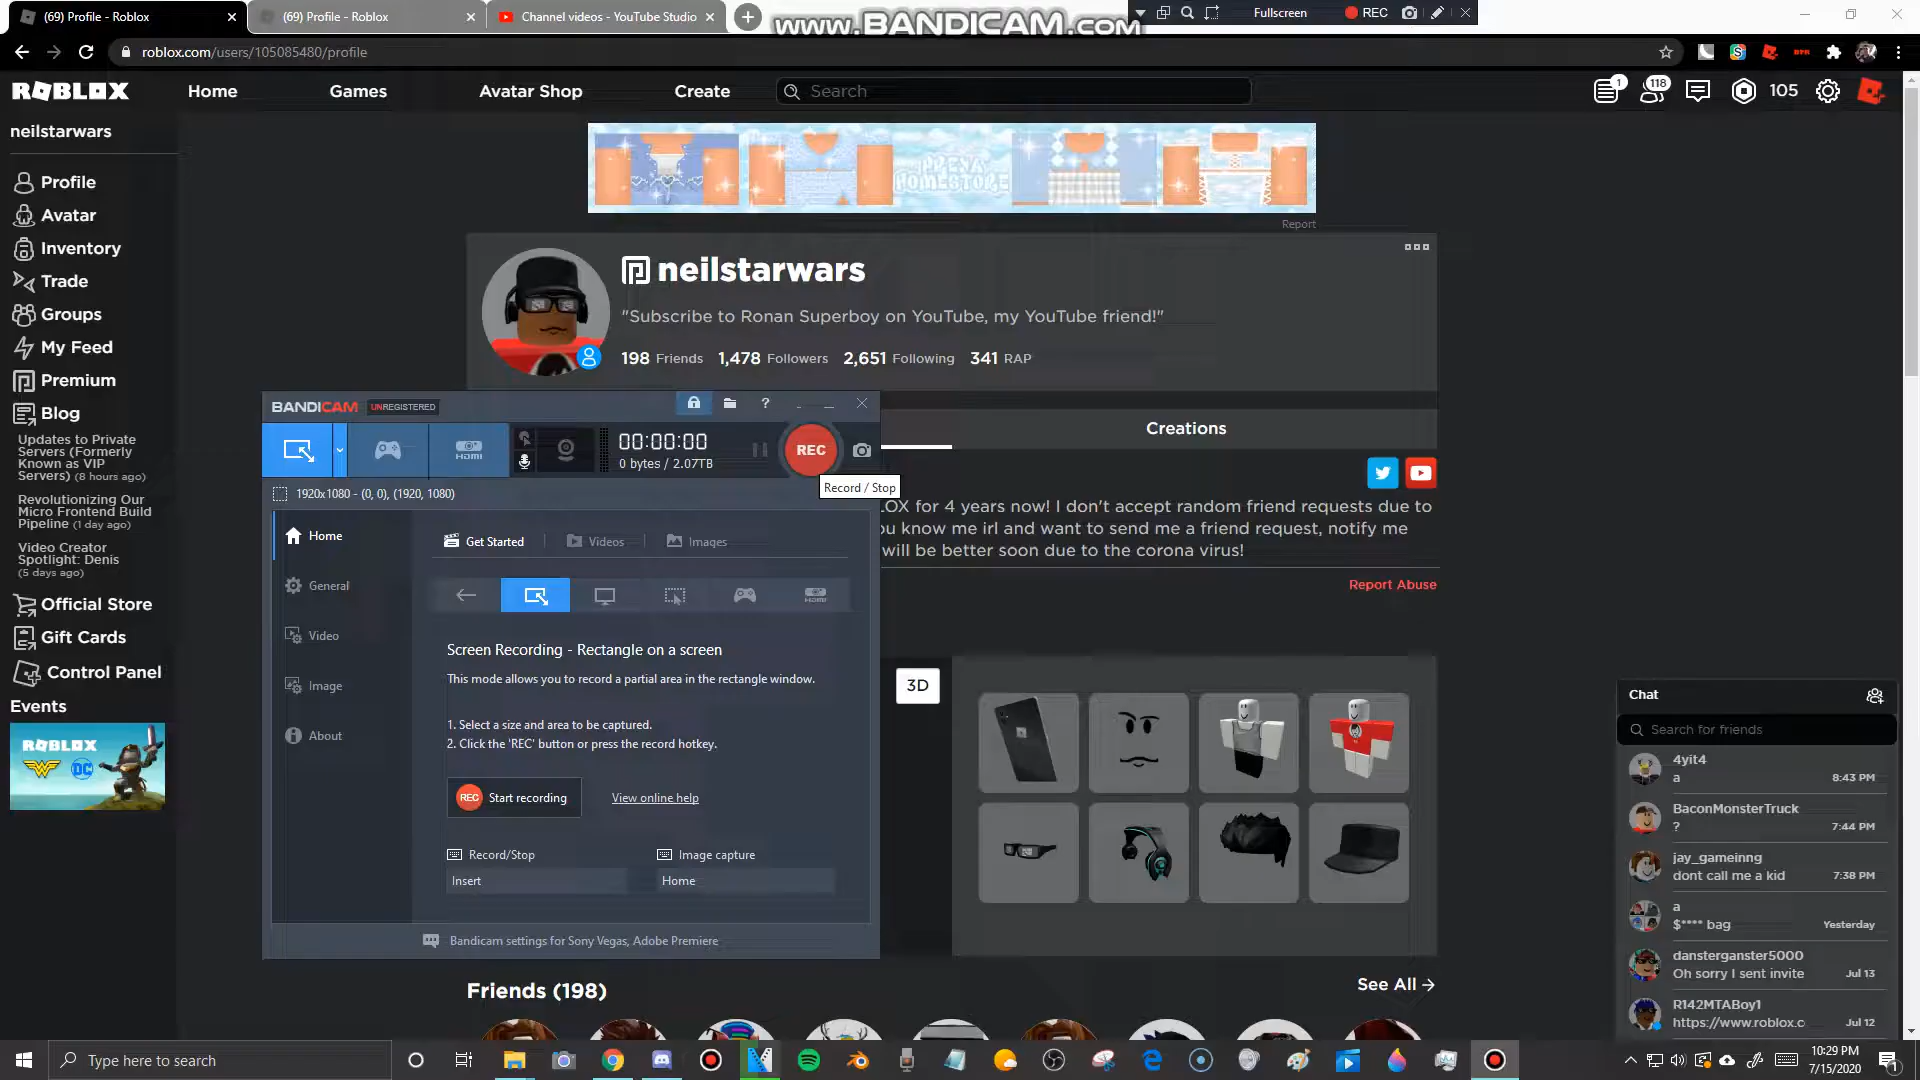 (69) Profile - Roblox
(69) Profile - Roblox
Channel videos - YouTube Studio
www.BANDICAM.com
Fullscreen
REC
roblox.com/users/105085480/profile
ROBLOX
Home
Games
Avatar Shop
Create
Search
1
118
105
neilstarwars
Profile
Avatar
Inventory
Trade
Groups
My Feed
Premium
Blog
Updates to Private
Servers (Formerly
Known as VIP
Servers) (8 hours ago)
Revolutionizing Our
Micro Frontend Build
Pipeline (1 day ago)
Video Creator
Spotlight: Denis
(5 days ago)
Official Store
Gift Cards
Control Panel
Events
ROBLOX
DC
HOMESTORE
Report
neilstarwars
"Subscribe to Ronan Superboy on YouTube, my YouTube friend!"
198 Friends 1,478 Followers 2,651 Following 341 RAP
Creations
LOX for 4 years now! I don't accept random friend requests due to
ou know me irl and want to send me a friend request, notify me
will be better soon due to the corona virus!
Report Abuse
3D
Friends (198)
See All
BANDICAM
UNREGISTERED
?
HDMI
00:00:00
0 bytes / 2.07TB
REC
Record / Stop
1920x1080 - (0, 0), (1920, 1080)
Home
General
Video
Image
About
Get Started
Videos
Images
HDMI
Screen Recording - Rectangle on a screen
This mode allows you to record a partial area in the rectangle window.
1. Select a size and area to be captured.
2. Click the 'REC' button or press the record hotkey.
REC Start recording
View online help
Record/Stop
Insert
Image capture
Home
Bandicam settings for Sony Vegas, Adobe Premiere
Chat
Search for friends
4yit4
a
8:43 PM
BaconMonsterTruck
?
7:44 PM
jay_gameinng
dont call me a kid
7:38 PM
a
$**** bag
Yesterday
dansterganster5000
Oh sorry I sent invite
Jul 13
R142MTABoy1
https://www.roblox.c
Jul 12
Type here to search
10:29 PM
7/15/2020
1